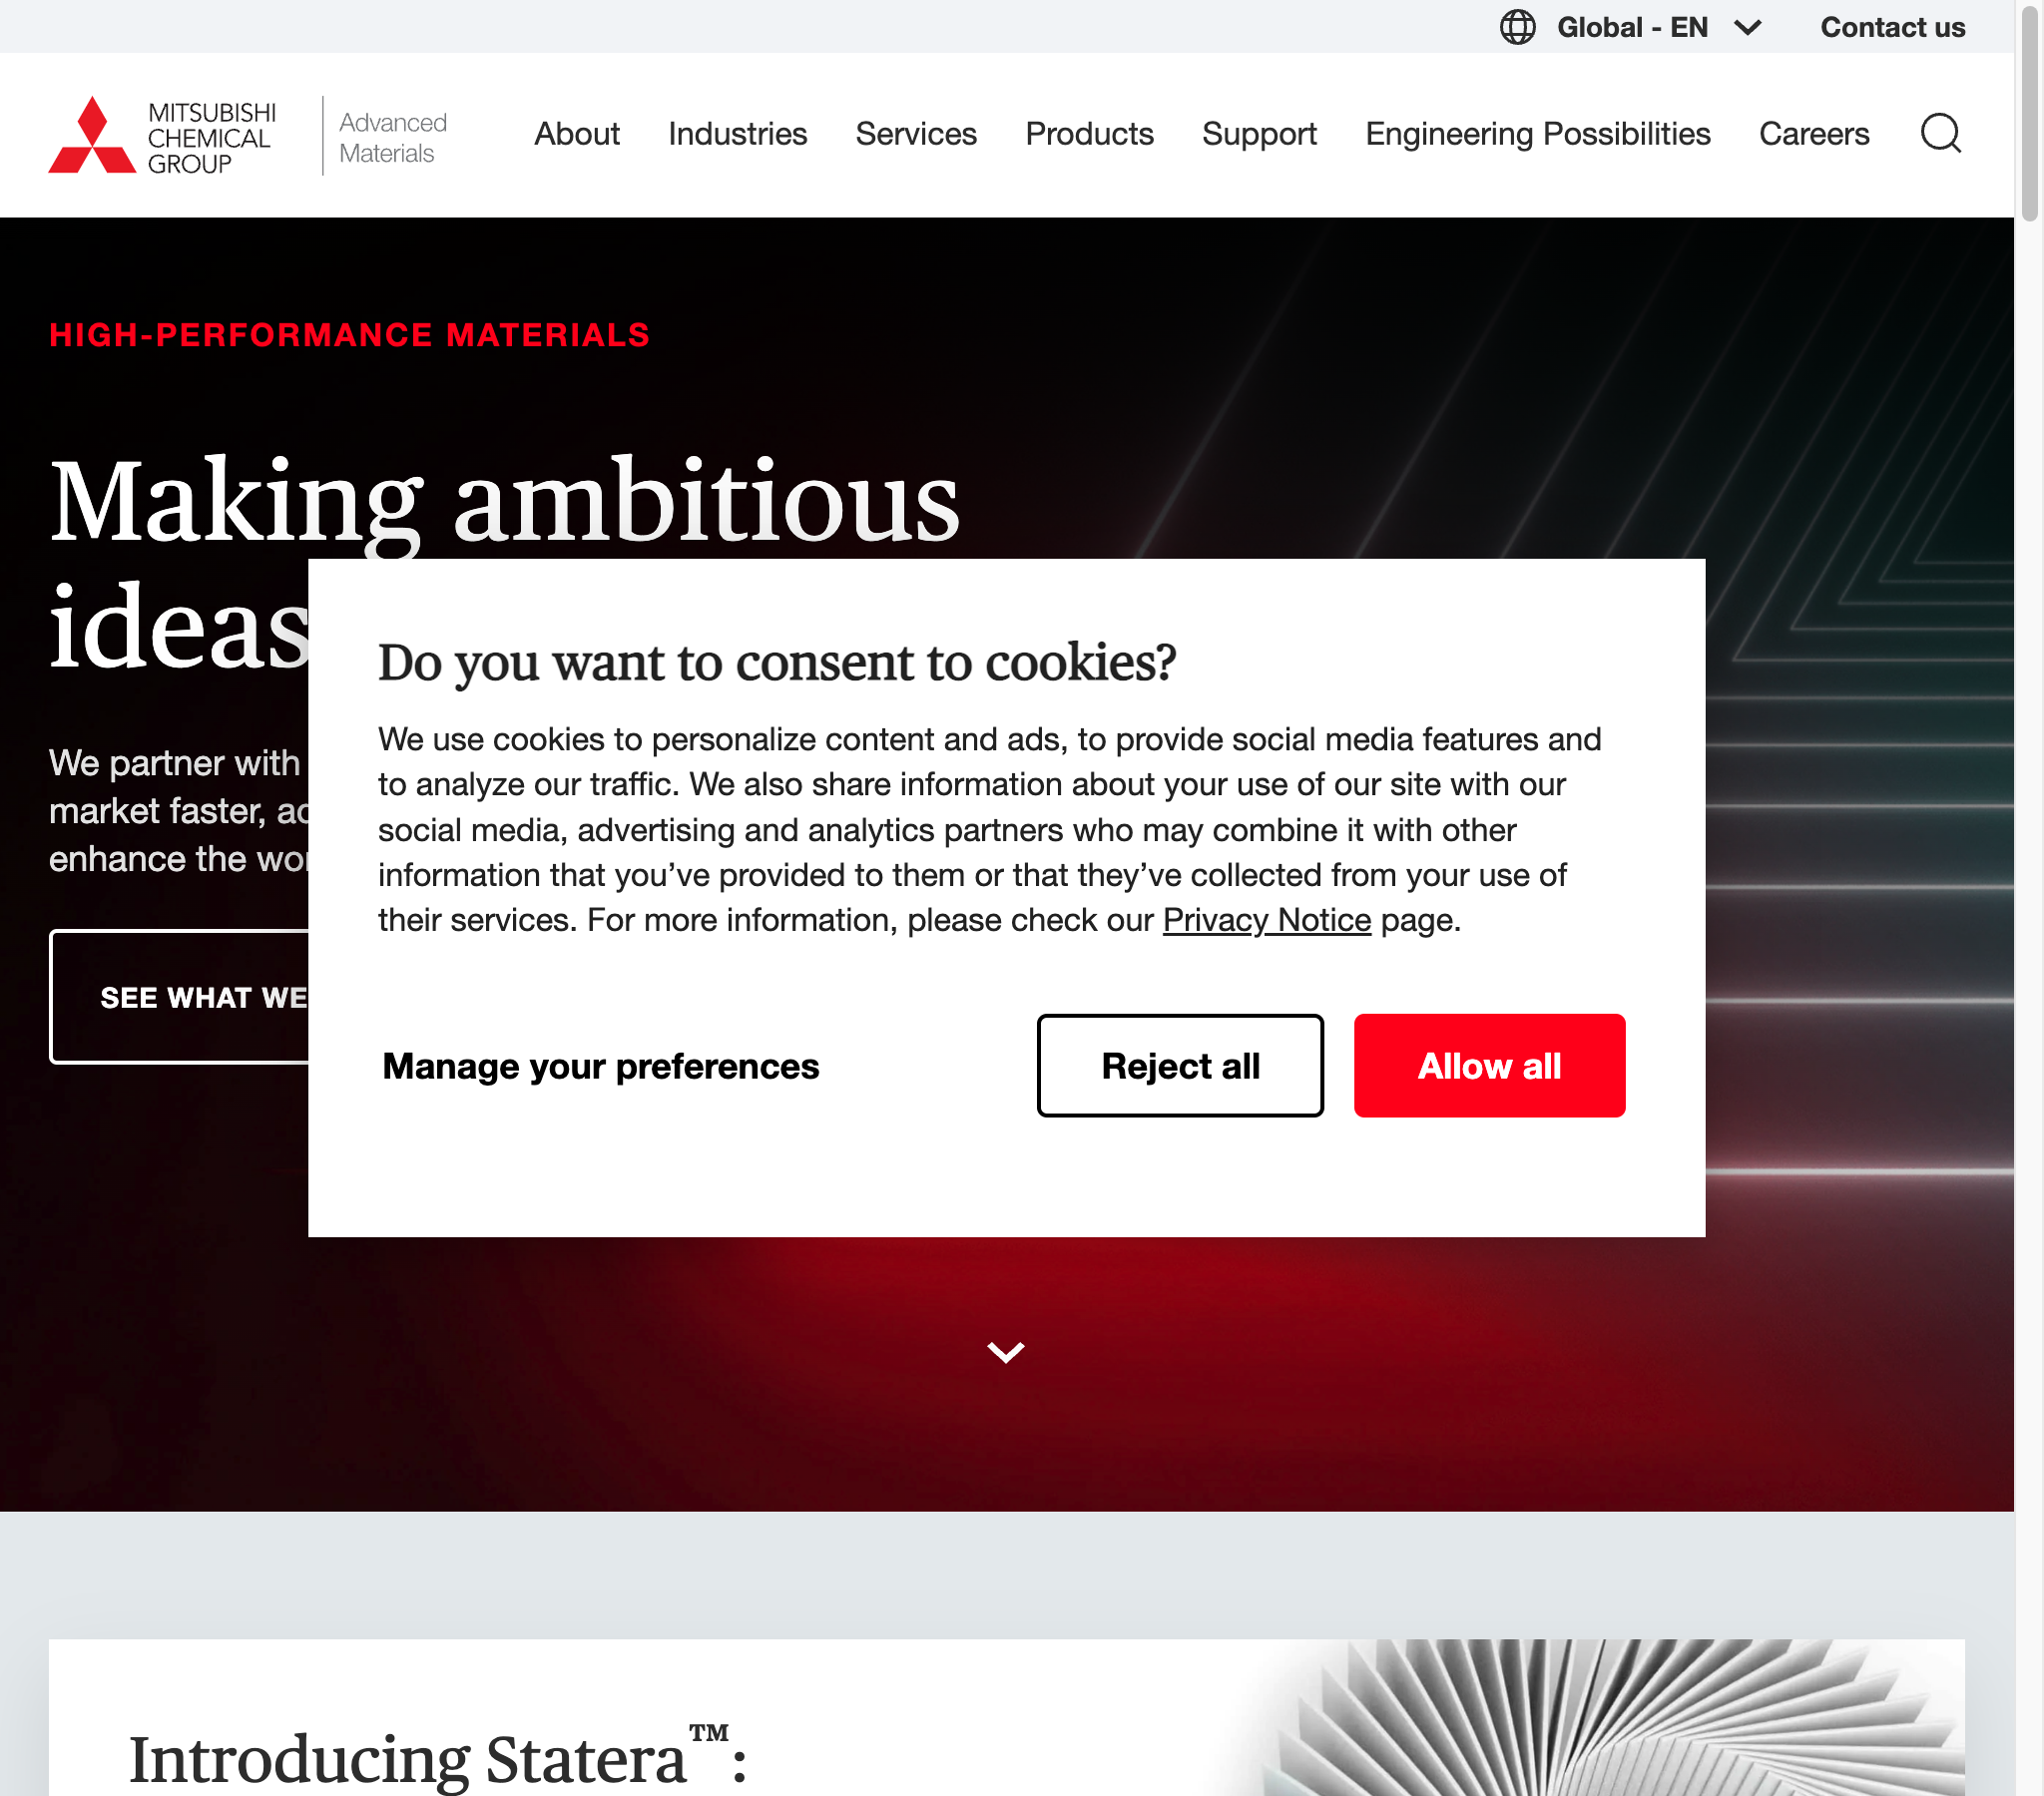 Global - EN
Contact us
MITSUBISHI
CHEMICAL
GROUP
Advanced
Materials
About
Industries
Services
Products
Support
Engineering Possibilities
Careers
HIGH-PERFORMANCE MATERIALS
Making ambitious
ideas
We partner with
market faster,
enhance the
SEE WHAT WE
Do you want to consent to cookies?
We use cookies to personalize content and ads, to provide social media features and
to analyze our traffic. We also share information about your use of our site with our
social media, advertising and analytics partners who may combine it with other
information that you’ve provided to them or that they’ve collected from your use of
their services. For more information, please check our Privacy Notice page.
Manage your preferences
Reject all
Allow all
Introducing Statera™: